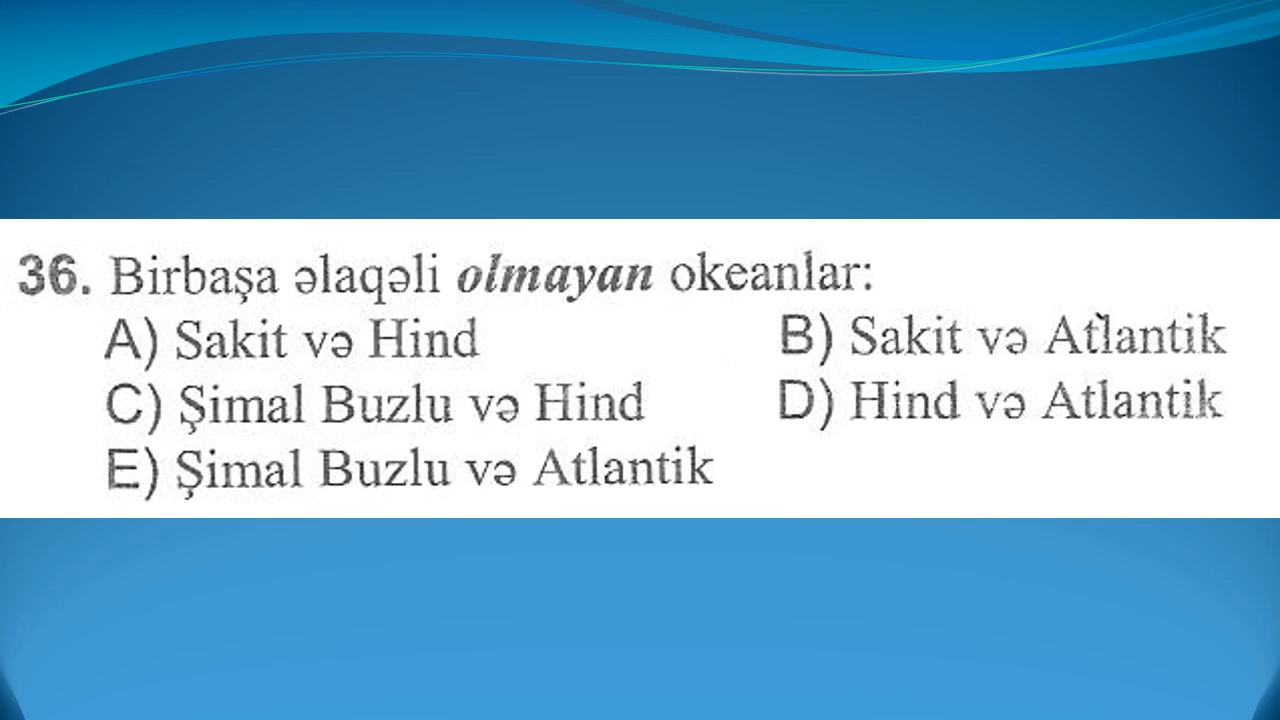 36. Birbaşa əlaqəli olmayan okeanlar:
A) Sakit və Hind B) Sakit və Atlantik
C) Şimal Buzlu və Hind D) Hind və Atlantik
E) Şimal Buzlu və Atlantik